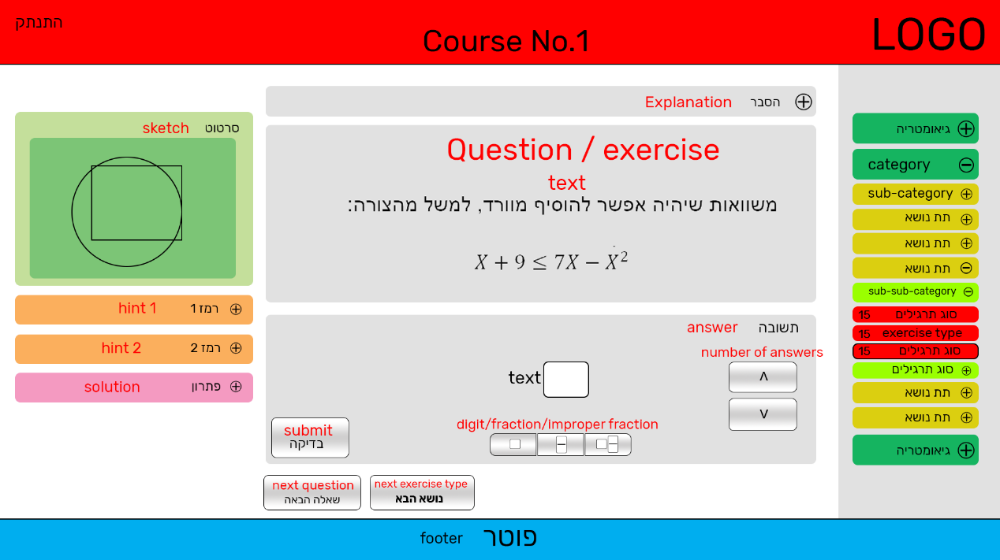 התנתק
Course No.1
LOGO
Explanation הסבר
sketch סרטוט
Question / exercise
text
משוואות שיהיה אפשר להוסיף מוורד, למשל מהצורה:
X + 9 ≤ 7X − X²
hint 1 רמז 1
hint 2 רמז 2
solution פתרון
answer תשובה
number of answers
text
˄
˅
digit/fraction/improper fraction
submit
בדיקה
next question
שאלה הבאה
next exercise type
נושא הבא
גיאומטריה
category
sub-category
תת נושא
תת נושא
תת נושא
sub-sub-category
15 סוג תרגילים
15 exercise type
15 סוג תרגילים
סוג תרגילים
תת נושא
תת נושא
גיאומטריה
footer פוטר